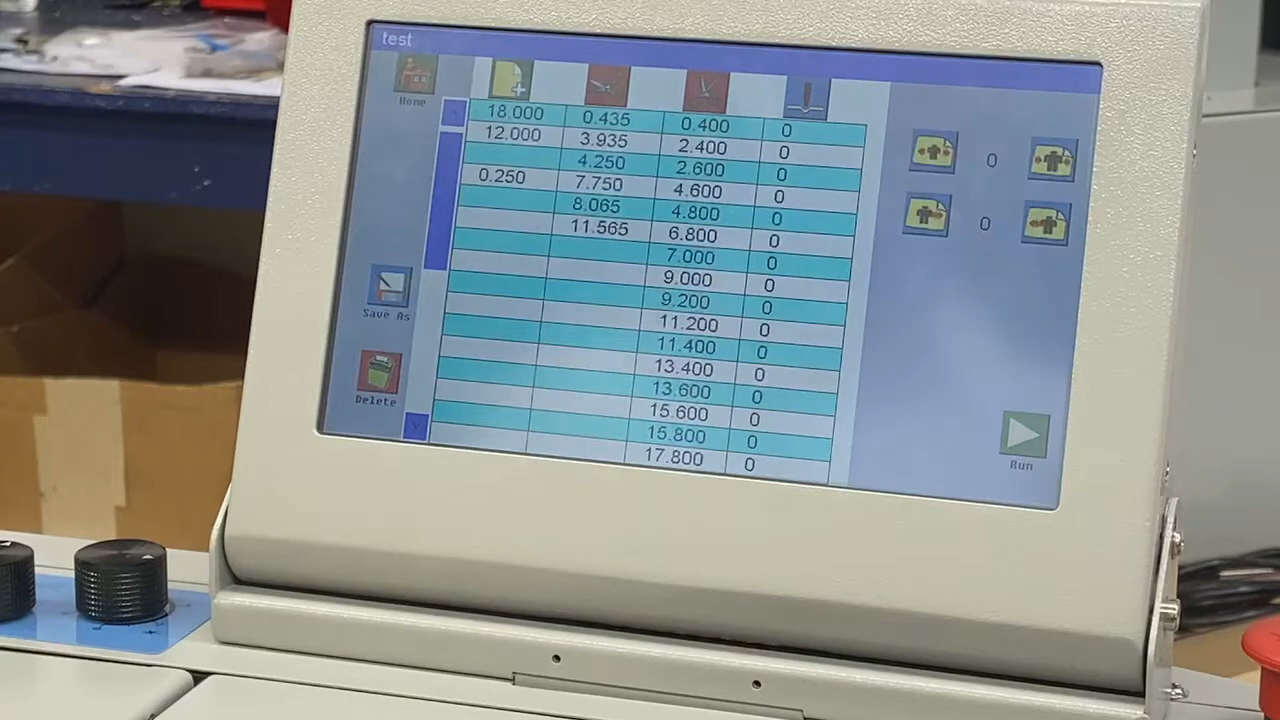 test
Home
18.000 0.435 0.400 0
12.000 3.935 2.400 0
4.250 2.600 0
0.250 7.750 4.600 0
8.065 4.800 0
11.565 6.800 0
7.000 0
9.000 0
9.200 0
11.200 0
11.400 0
13.400 0
13.600 0
15.600 0
15.800 0
17.800 0
0
0
Save As
Delete
Run